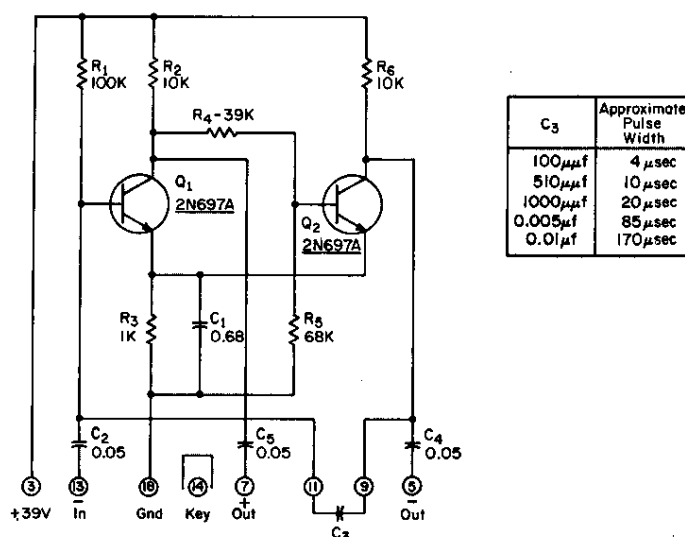 R1
100K
R2
10K
R6
10K
R4-39K
Q1
2N697A
Q2
2N697A
R3
1K
C1
0.68
R5
68K
C2
0.05
C5
0.05
C4
0.05
3
13
18
14
7
11
9
5
+39V
– In
Gnd
Key
+ Out
– Out
C3
C3
Approximate
Pulse
Width
100μμf
4 μsec
510μμf
10 μsec
1000μμf
20 μsec
0.005μf
85 μsec
0.01μf
170 μsec